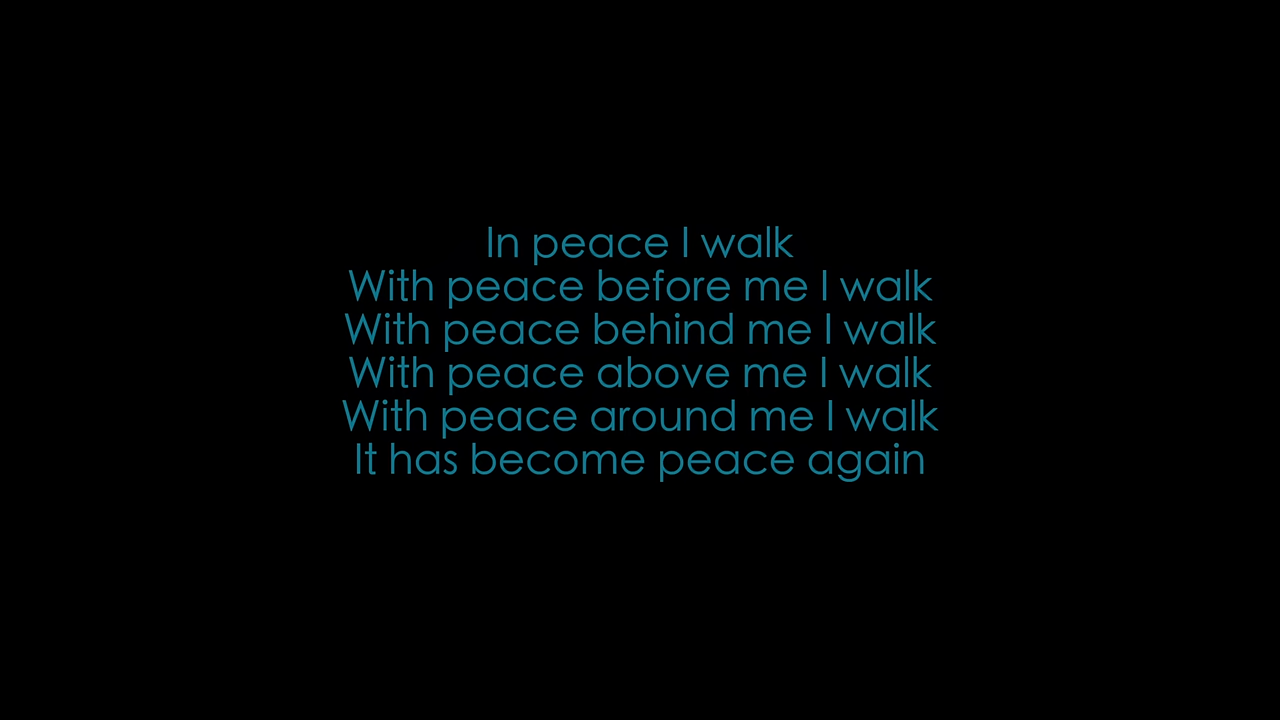 In peace I walk
With peace before me I walk
With peace behind me I walk
With peace above me I walk
With peace around me I walk
It has become peace again